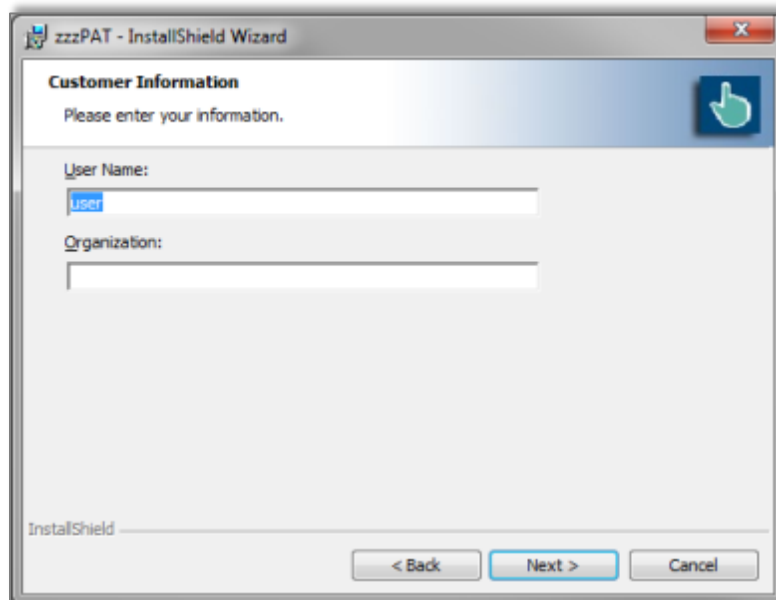 zzzPAT - InstallShield Wizard
Customer Information
Please enter your information.
User Name:
user
Organization:
InstallShield
< Back Next > Cancel